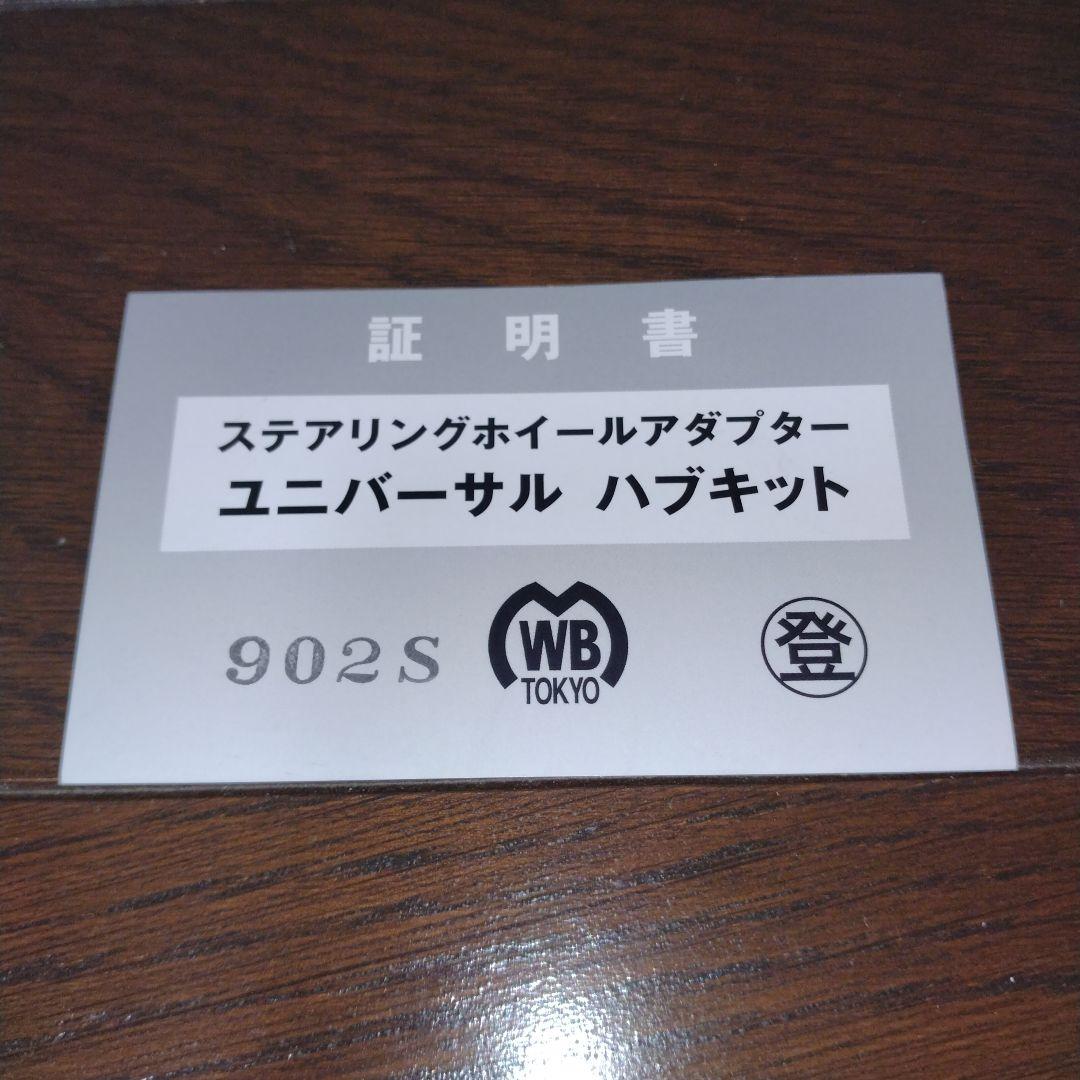 証明書
ステアリングホイールアダプター
ユニバーサル ハブキット
902S
WB
TOKYO
登